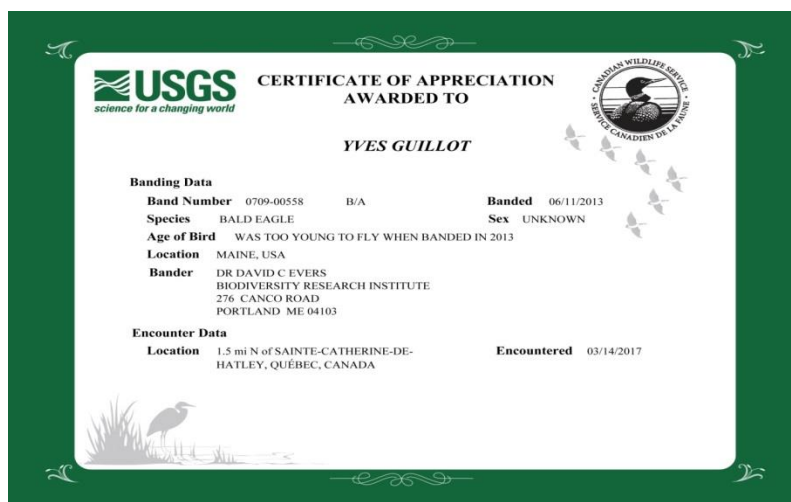 USGS
science for a changing world
CERTIFICATE OF APPRECIATION
AWARDED TO
CANADIAN WILDLIFE SERVICE
SERVICE CANADIEN DE LA FAUNE
YVES GUILLOT
Banding Data
Band Number 0709-00558 B/A Banded 06/11/2013
Species BALD EAGLE Sex UNKNOWN
Age of Bird WAS TOO YOUNG TO FLY WHEN BANDED IN 2013
Location MAINE, USA
Bander DR DAVID C EVERS
BIODIVERSITY RESEARCH INSTITUTE
276 CANCO ROAD
PORTLAND ME 04103
Encounter Data
Location 1.5 mi N of SAINTE-CATHERINE-DE- Encountered 03/14/2017
HATLEY, QUÉBEC, CANADA